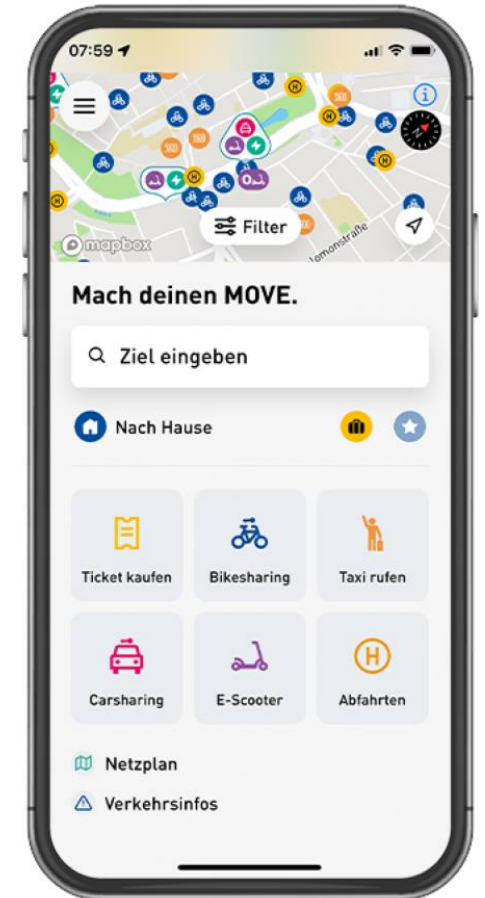 07:59
Filter
lomonstraße
mapbox
Mach deinen MOVE.
Ziel eingeben
Nach Hause
Ticket kaufen
Bikesharing
Taxi rufen
Carsharing
E-Scooter
H
Abfahrten
Netzplan
Verkehrsinfos